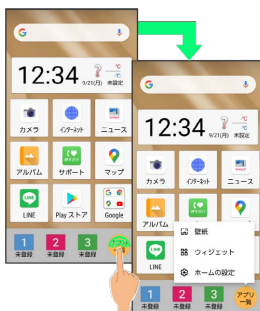 12:34
9/21(月) 未設定
℃
℃
カメラ インターネット ニュース
アルバム サポート マップ
LINE Play ストア Google
1 2 3
未登録 未登録 未登録
12:34
9/21(月) 未設定
℃
℃
カメラ インターネット ニュース
アルバム
壁紙
ウィジェット
ホームの設定
LINE
1 2 3 アプリ
未登録 未登録 未登録 一覧